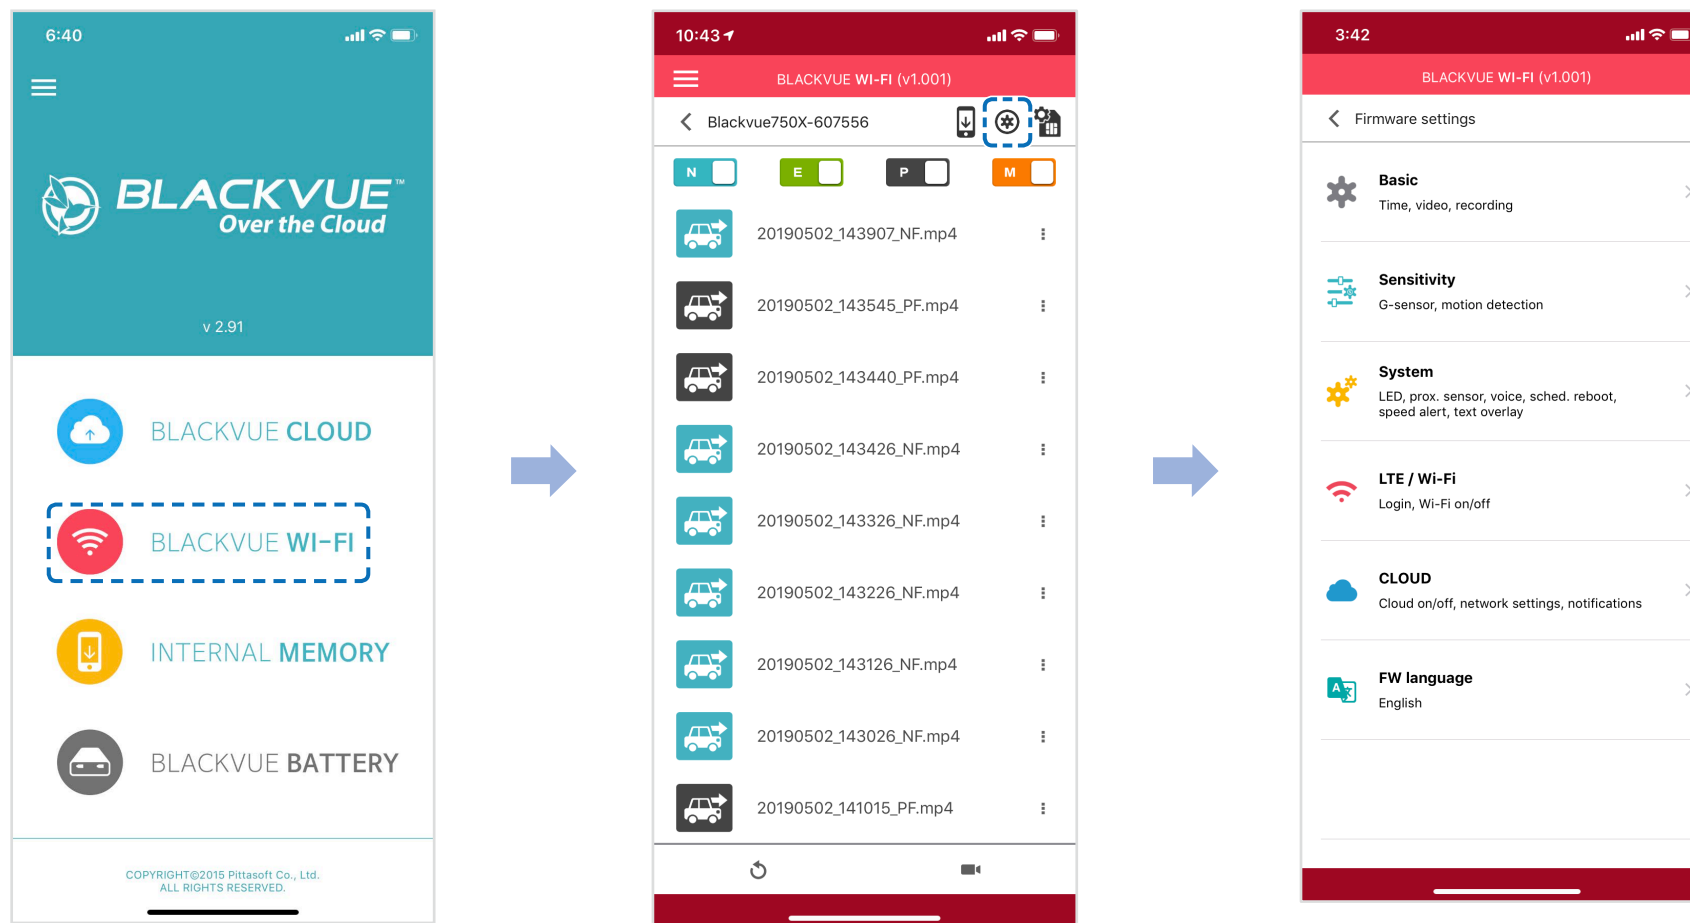 6:40
BLACKVUE™
Over the Cloud
v 2.91
BLACKVUE CLOUD
BLACKVUE WI-FI
INTERNAL MEMORY
BLACKVUE BATTERY
COPYRIGHT©2015 Pittasoft Co., Ltd.
ALL RIGHTS RESERVED.
10:43
BLACKVUE WI-FI (v1.001)
Blackvue750X-607556
N E P M
20190502_143907_NF.mp4
20190502_143545_PF.mp4
20190502_143440_PF.mp4
20190502_143426_NF.mp4
20190502_143326_NF.mp4
20190502_143226_NF.mp4
20190502_143126_NF.mp4
20190502_143026_NF.mp4
20190502_141015_PF.mp4
3:42
BLACKVUE WI-FI (v1.001)
Firmware settings
Basic
Time, video, recording
Sensitivity
G-sensor, motion detection
System
LED, prox. sensor, voice, sched. reboot,
speed alert, text overlay
LTE / Wi-Fi
Login, Wi-Fi on/off
CLOUD
Cloud on/off, network settings, notifications
A
FW language
English